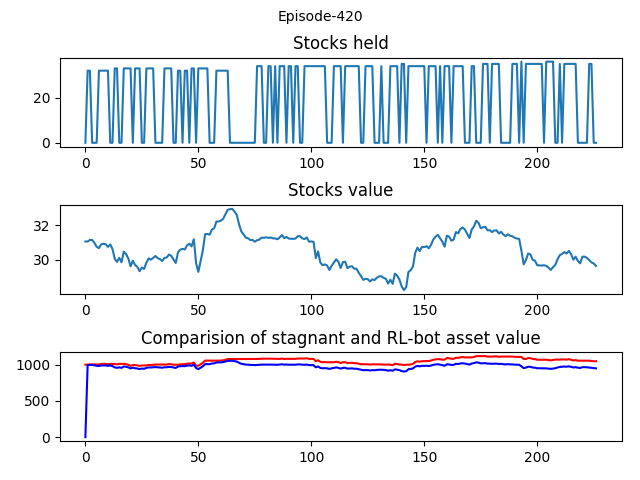 Episode-420
Stocks held
20
0
0 50 100 150 200
Stocks value
32
30
0 50 100 150 200
Comparision of stagnant and RL-bot asset value
1000
500
0
0 50 100 150 200